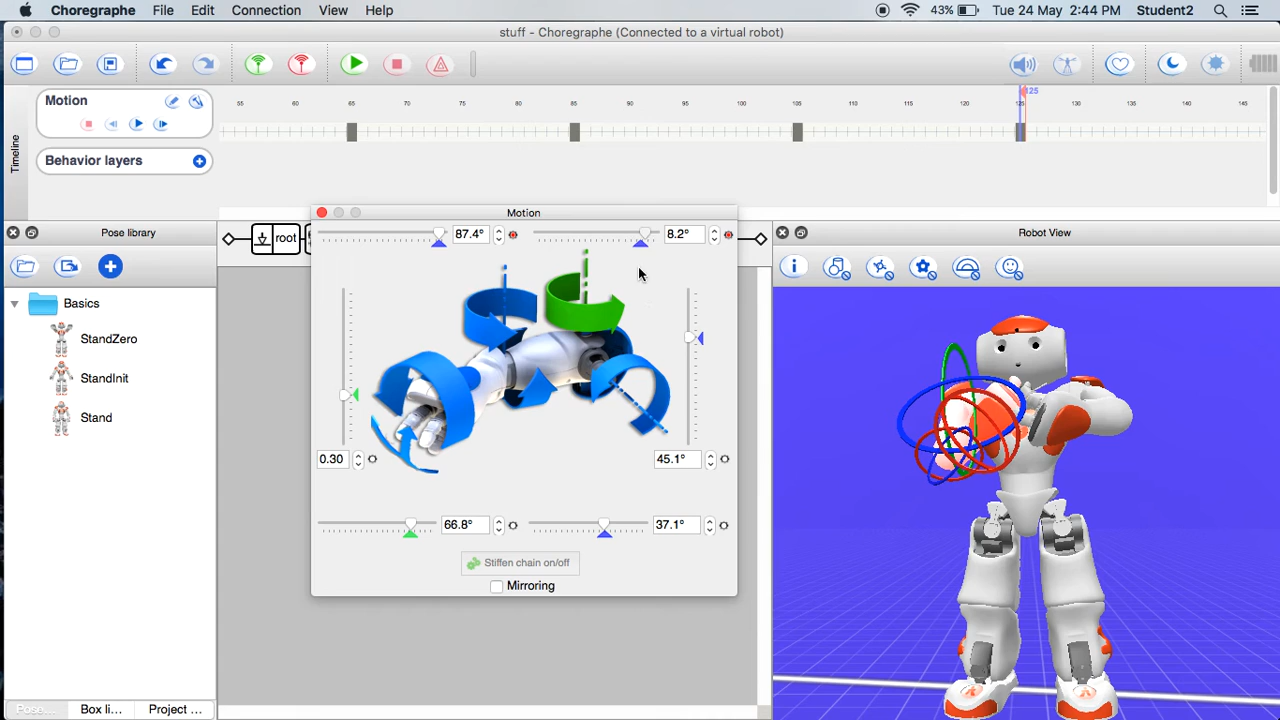 Choregraphe File Edit Connection View Help 43% Tue 24 May 2:44 PM Student2
stuff - Choregraphe (Connected to a virtual robot)
Timeline
Motion
55 60 65 70 75 80 85 90 95 100 105 110 115 120 125 130 135 140 145
125
Behavior layers
Pose library
root
Motion
Robot View
87.4° 8.2°
Basics
StandZero
StandInit
Stand
0.30 45.1°
66.8° 37.1°
Stiffen chain on/off
Mirroring
Pose... Box li... Project ...